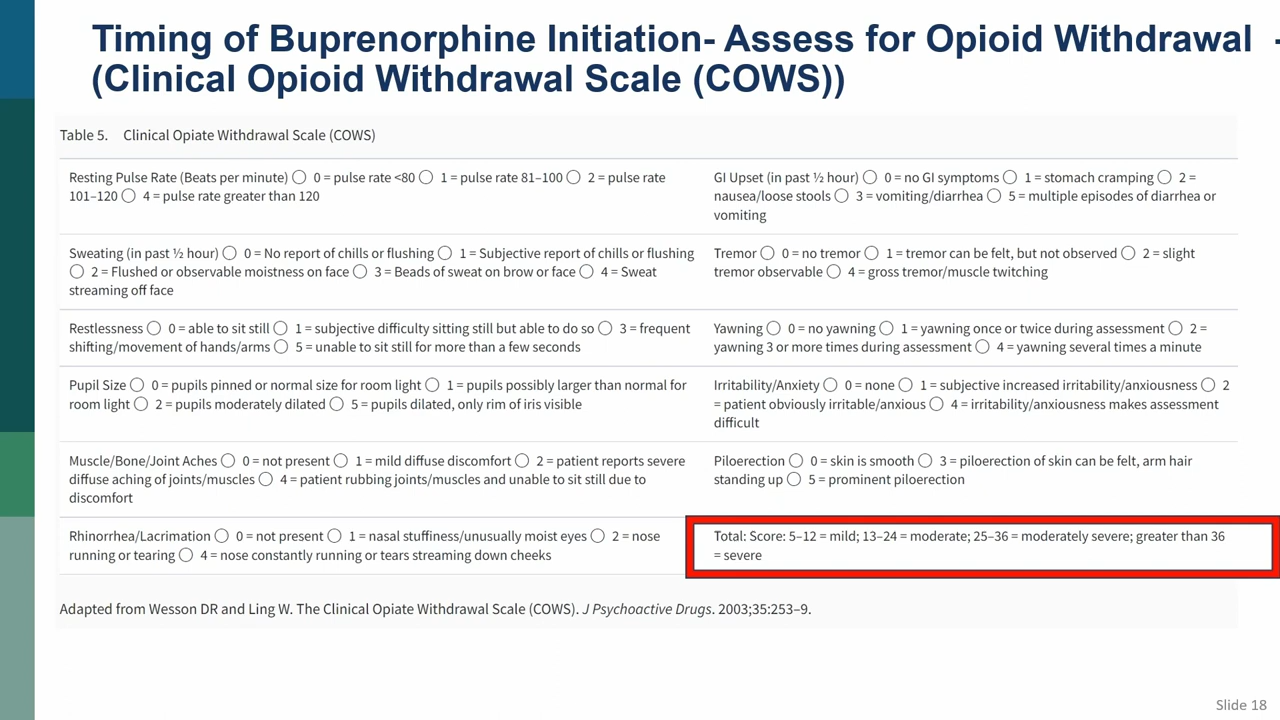 Timing of Buprenorphine Initiation- Assess for Opioid Withdrawal -
(Clinical Opioid Withdrawal Scale (COWS))
Table 5. Clinical Opiate Withdrawal Scale (COWS)
Resting Pulse Rate (Beats per minute) ◯ 0 = pulse rate <80 ◯ 1 = pulse rate 81–100 ◯ 2 = pulse rate
101–120 ◯ 4 = pulse rate greater than 120
GI Upset (in past ½ hour) ◯ 0 = no GI symptoms ◯ 1 = stomach cramping ◯ 2 =
nausea/loose stools ◯ 3 = vomiting/diarrhea ◯ 5 = multiple episodes of diarrhea or
vomiting
Sweating (in past ½ hour) ◯ 0 = No report of chills or flushing ◯ 1 = Subjective report of chills or flushing
◯ 2 = Flushed or observable moistness on face ◯ 3 = Beads of sweat on brow or face ◯ 4 = Sweat
streaming off face
Tremor ◯ 0 = no tremor ◯ 1 = tremor can be felt, but not observed ◯ 2 = slight
tremor observable ◯ 4 = gross tremor/muscle twitching
Restlessness ◯ 0 = able to sit still ◯ 1 = subjective difficulty sitting still but able to do so ◯ 3 = frequent
shifting/movement of hands/arms ◯ 5 = unable to sit still for more than a few seconds
Yawning ◯ 0 = no yawning ◯ 1 = yawning once or twice during assessment ◯ 2 =
yawning 3 or more times during assessment ◯ 4 = yawning several times a minute
Pupil Size ◯ 0 = pupils pinned or normal size for room light ◯ 1 = pupils possibly larger than normal for
room light ◯ 2 = pupils moderately dilated ◯ 5 = pupils dilated, only rim of iris visible
Irritability/Anxiety ◯ 0 = none ◯ 1 = subjective increased irritability/anxiousness ◯ 2
= patient obviously irritable/anxious ◯ 4 = irritability/anxiousness makes assessment
difficult
Muscle/Bone/Joint Aches ◯ 0 = not present ◯ 1 = mild diffuse discomfort ◯ 2 = patient reports severe
diffuse aching of joints/muscles ◯ 4 = patient rubbing joints/muscles and unable to sit still due to
discomfort
Piloerection ◯ 0 = skin is smooth ◯ 3 = piloerection of skin can be felt, arm hair
standing up ◯ 5 = prominent piloerection
Rhinorrhea/Lacrimation ◯ 0 = not present ◯ 1 = nasal stuffiness/unusually moist eyes ◯ 2 = nose
running or tearing ◯ 4 = nose constantly running or tears streaming down cheeks
Total: Score: 5–12 = mild; 13–24 = moderate; 25–36 = moderately severe; greater than 36
= severe
Adapted from Wesson DR and Ling W. The Clinical Opiate Withdrawal Scale (COWS). J Psychoactive Drugs. 2003;35:253–9.
Slide 18